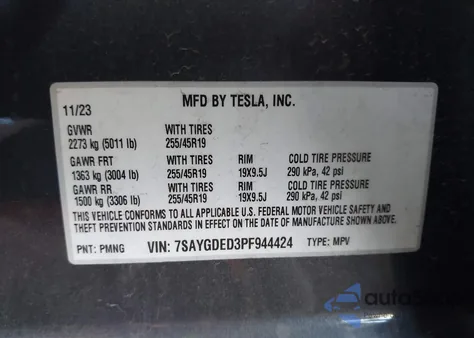 MFD BY TESLA, INC.
11/23
GVWR WITH TIRES
2273 kg (5011 lb) 255/45R19
GAWR FRT WITH TIRES RIM COLD TIRE PRESSURE
1363 kg (3004 lb) 255/45R19 19X9.5J 290 kPa, 42 psi
GAWR RR WITH TIRES RIM COLD TIRE PRESSURE
1500 kg (3306 lb) 255/45R19 19X9.5J 290 kPa, 42 psi
THIS VEHICLE CONFORMS TO ALL APPLICABLE U.S. FEDERAL MOTOR VEHICLE SAFETY AND
THEFT PREVENTION STANDARDS IN EFFECT ON THE DATE OF MANUFACTURE SHOWN ABOVE.
PNT: PMNG VIN: 7SAYGDED3PF944424 TYPE: MPV